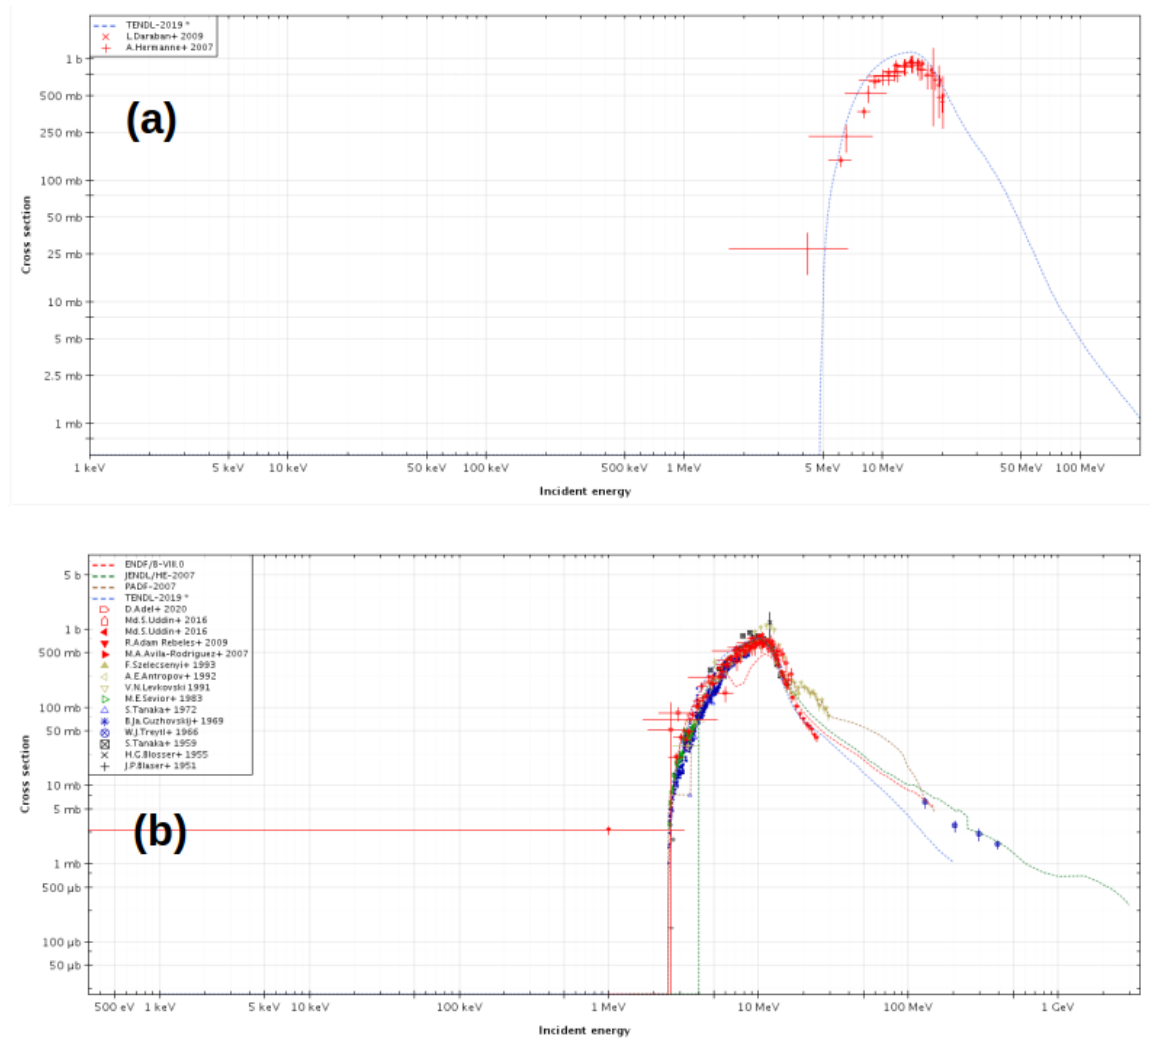 TENDL-2019 *
L.Daraban+ 2009
A.Hermanne+ 2007
(a)
1 b
500 mb
250 mb
100 mb
50 mb
25 mb
10 mb
5 mb
2.5 mb
1 mb
Cross section
1 keV 5 keV 10 keV 50 keV 100 keV 500 keV 1 MeV 5 MeV 10 MeV 50 MeV 100 MeV
Incident energy
ENDF/B-VIII.0
JENDL/HE-2007
PADF-2007
TENDL-2019 *
D.Adel+ 2020
Md.S.Uddin+ 2016
Md.S.Uddin+ 2016
R.Adam Rebeles+ 2009
M.A.Avila-Rodriguez+ 2007
F.Szelecsenyi+ 1993
A.E.Antropov+ 1992
V.N.Levkovski 1991
M.E.Sevior+ 1983
S.Tanaka+ 1972
B.Ja.Guzhovskij+ 1969
W.J.Treytl+ 1966
S.Tanaka+ 1959
H.G.Blosser+ 1955
J.P.Blaser+ 1951
(b)
5 b
1 b
500 mb
100 mb
50 mb
10 mb
5 mb
1 mb
500 μb
100 μb
50 μb
Cross section
500 eV 1 keV 5 keV 10 keV 100 keV 1 MeV 10 MeV 100 MeV 1 GeV
Incident energy